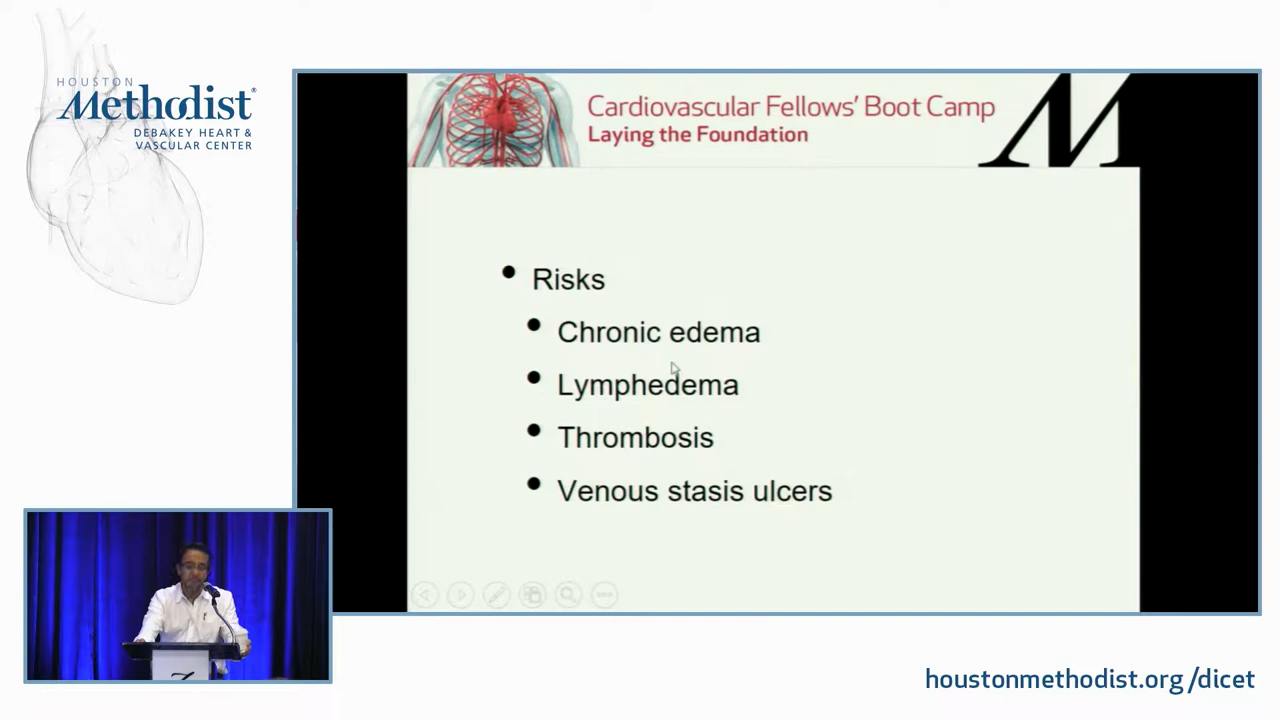 HOUSTON
Methodist®
DEBAKEY HEART &
VASCULAR CENTER
Cardiovascular Fellows' Boot Camp
Laying the Foundation
M
• Risks
• Chronic edema
• Lymphedema
• Thrombosis
• Venous stasis ulcers
houstonmethodist.org/dicet